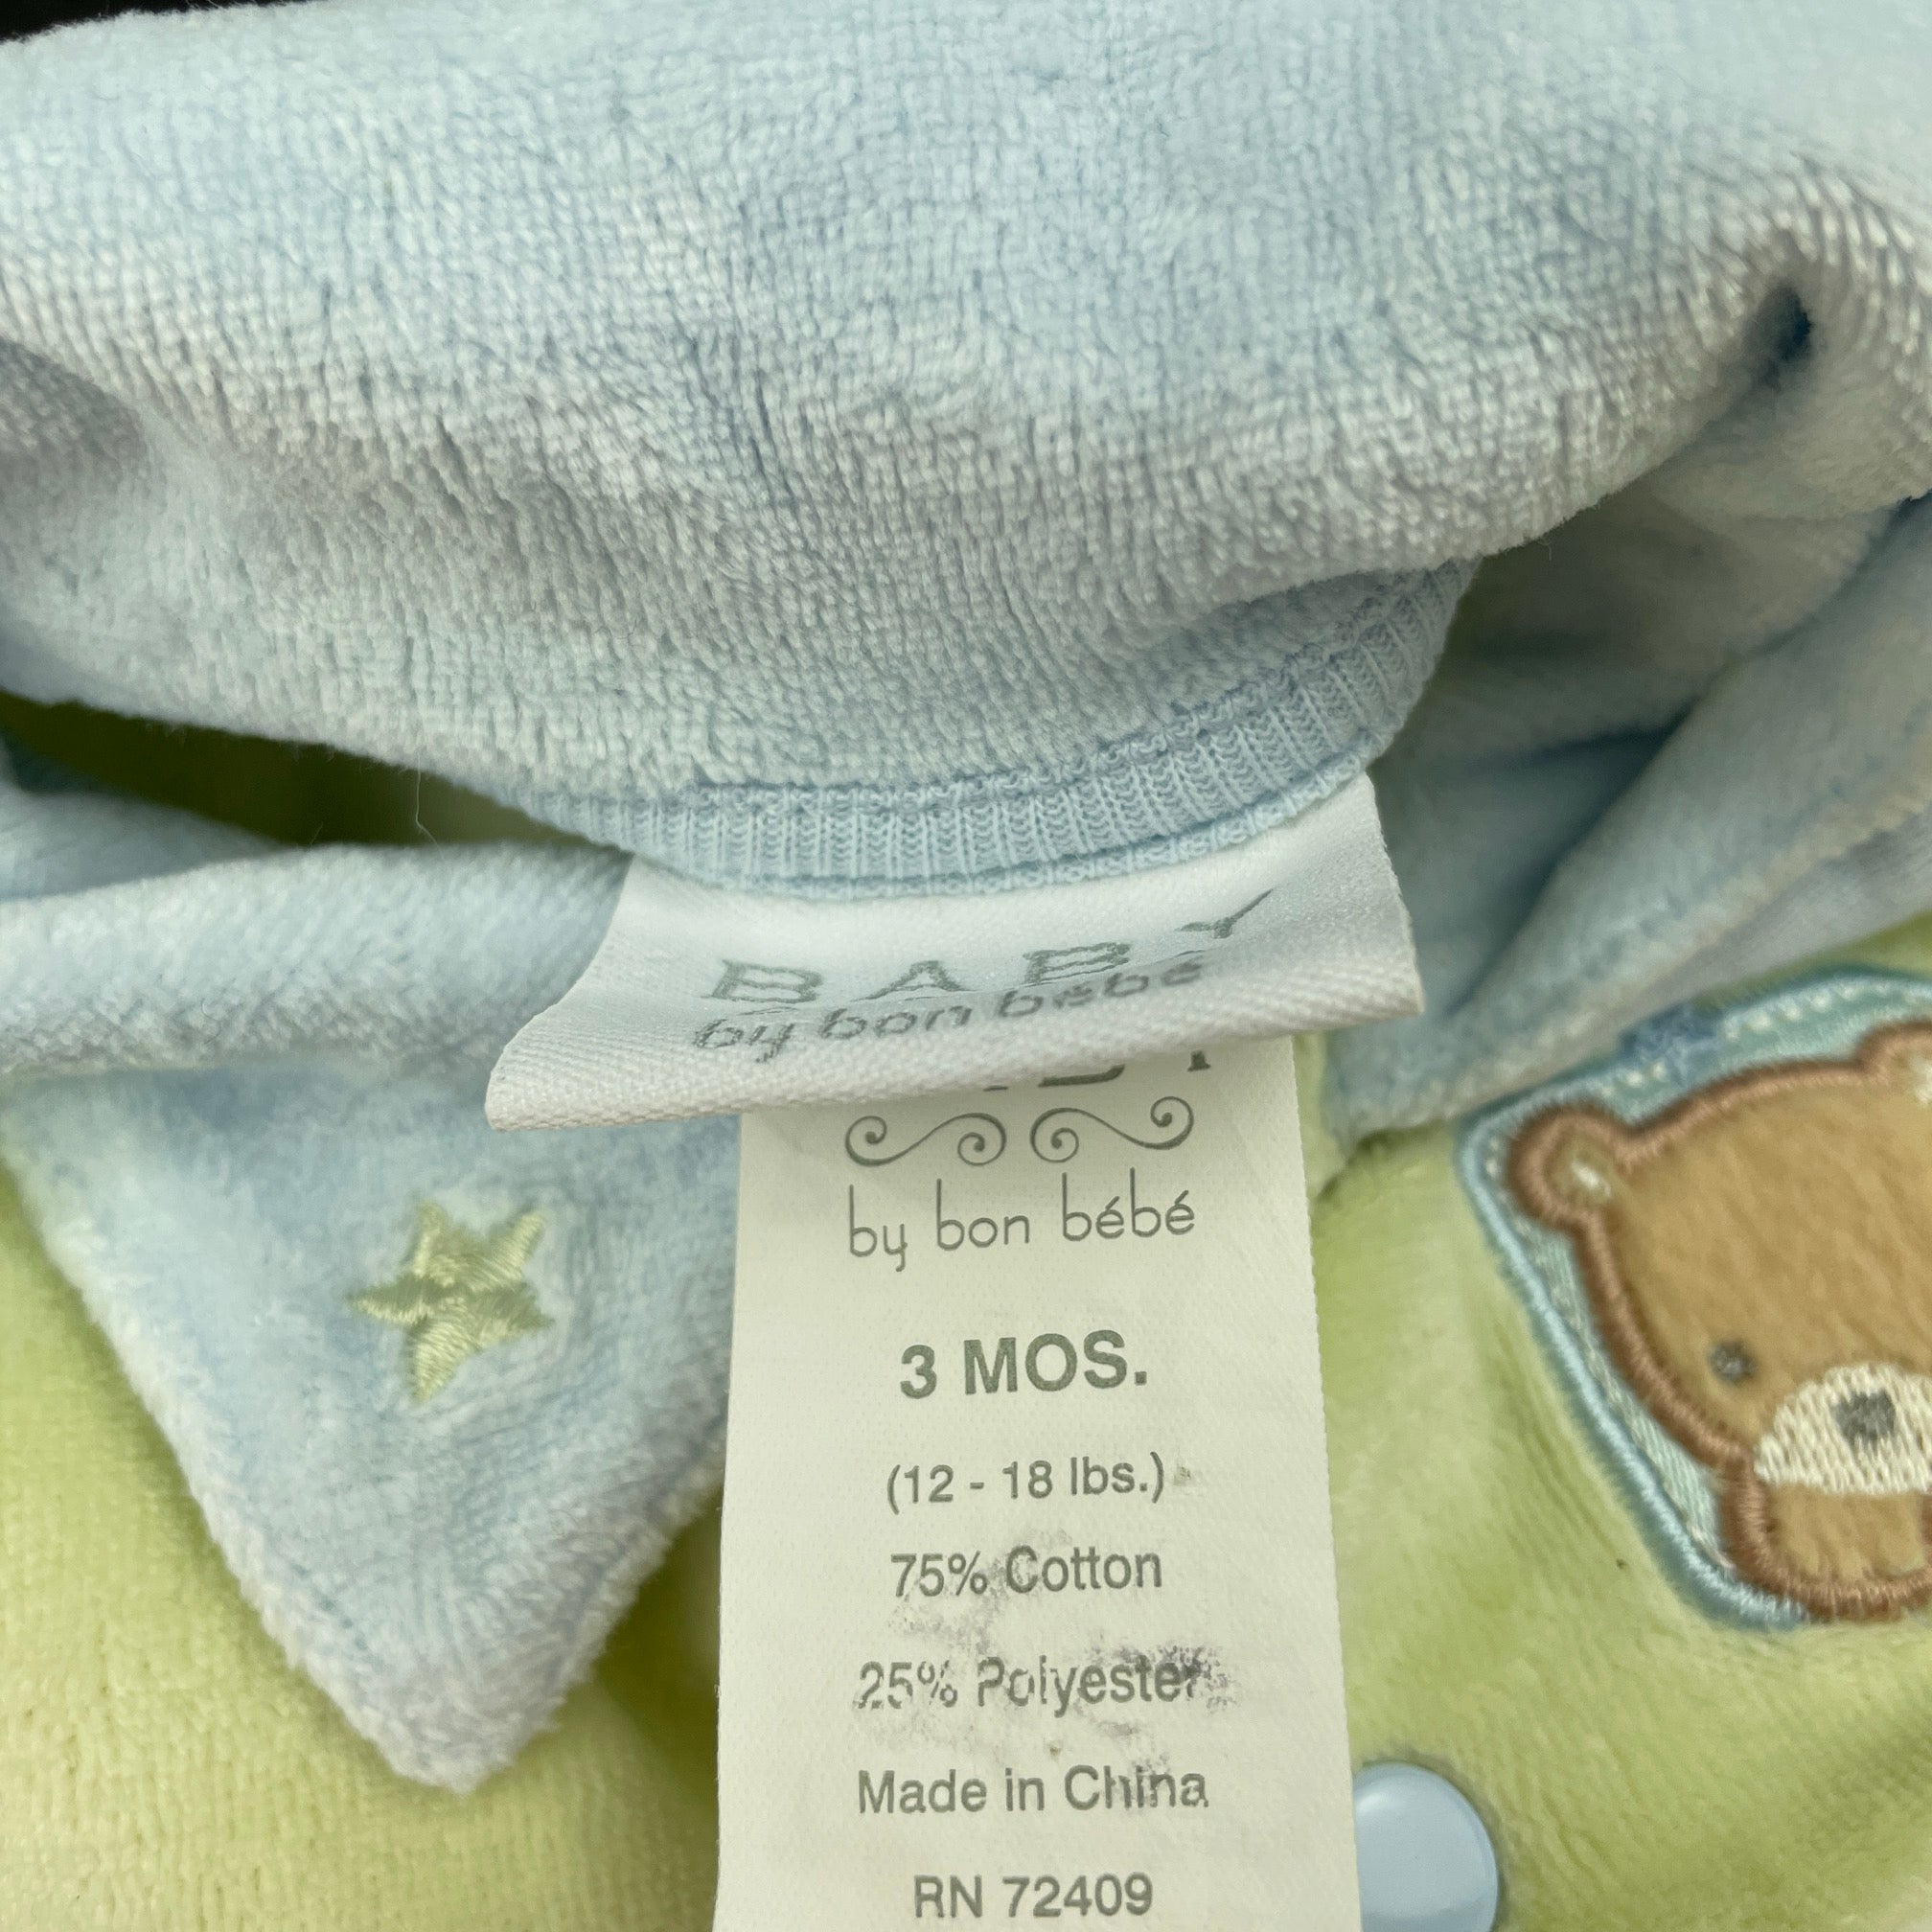 BABY
by bon bébé
by bon bébé
3 MOS.
(12 - 18 lbs.)
75% Cotton
25% Polyester
Made in China
RN 72409